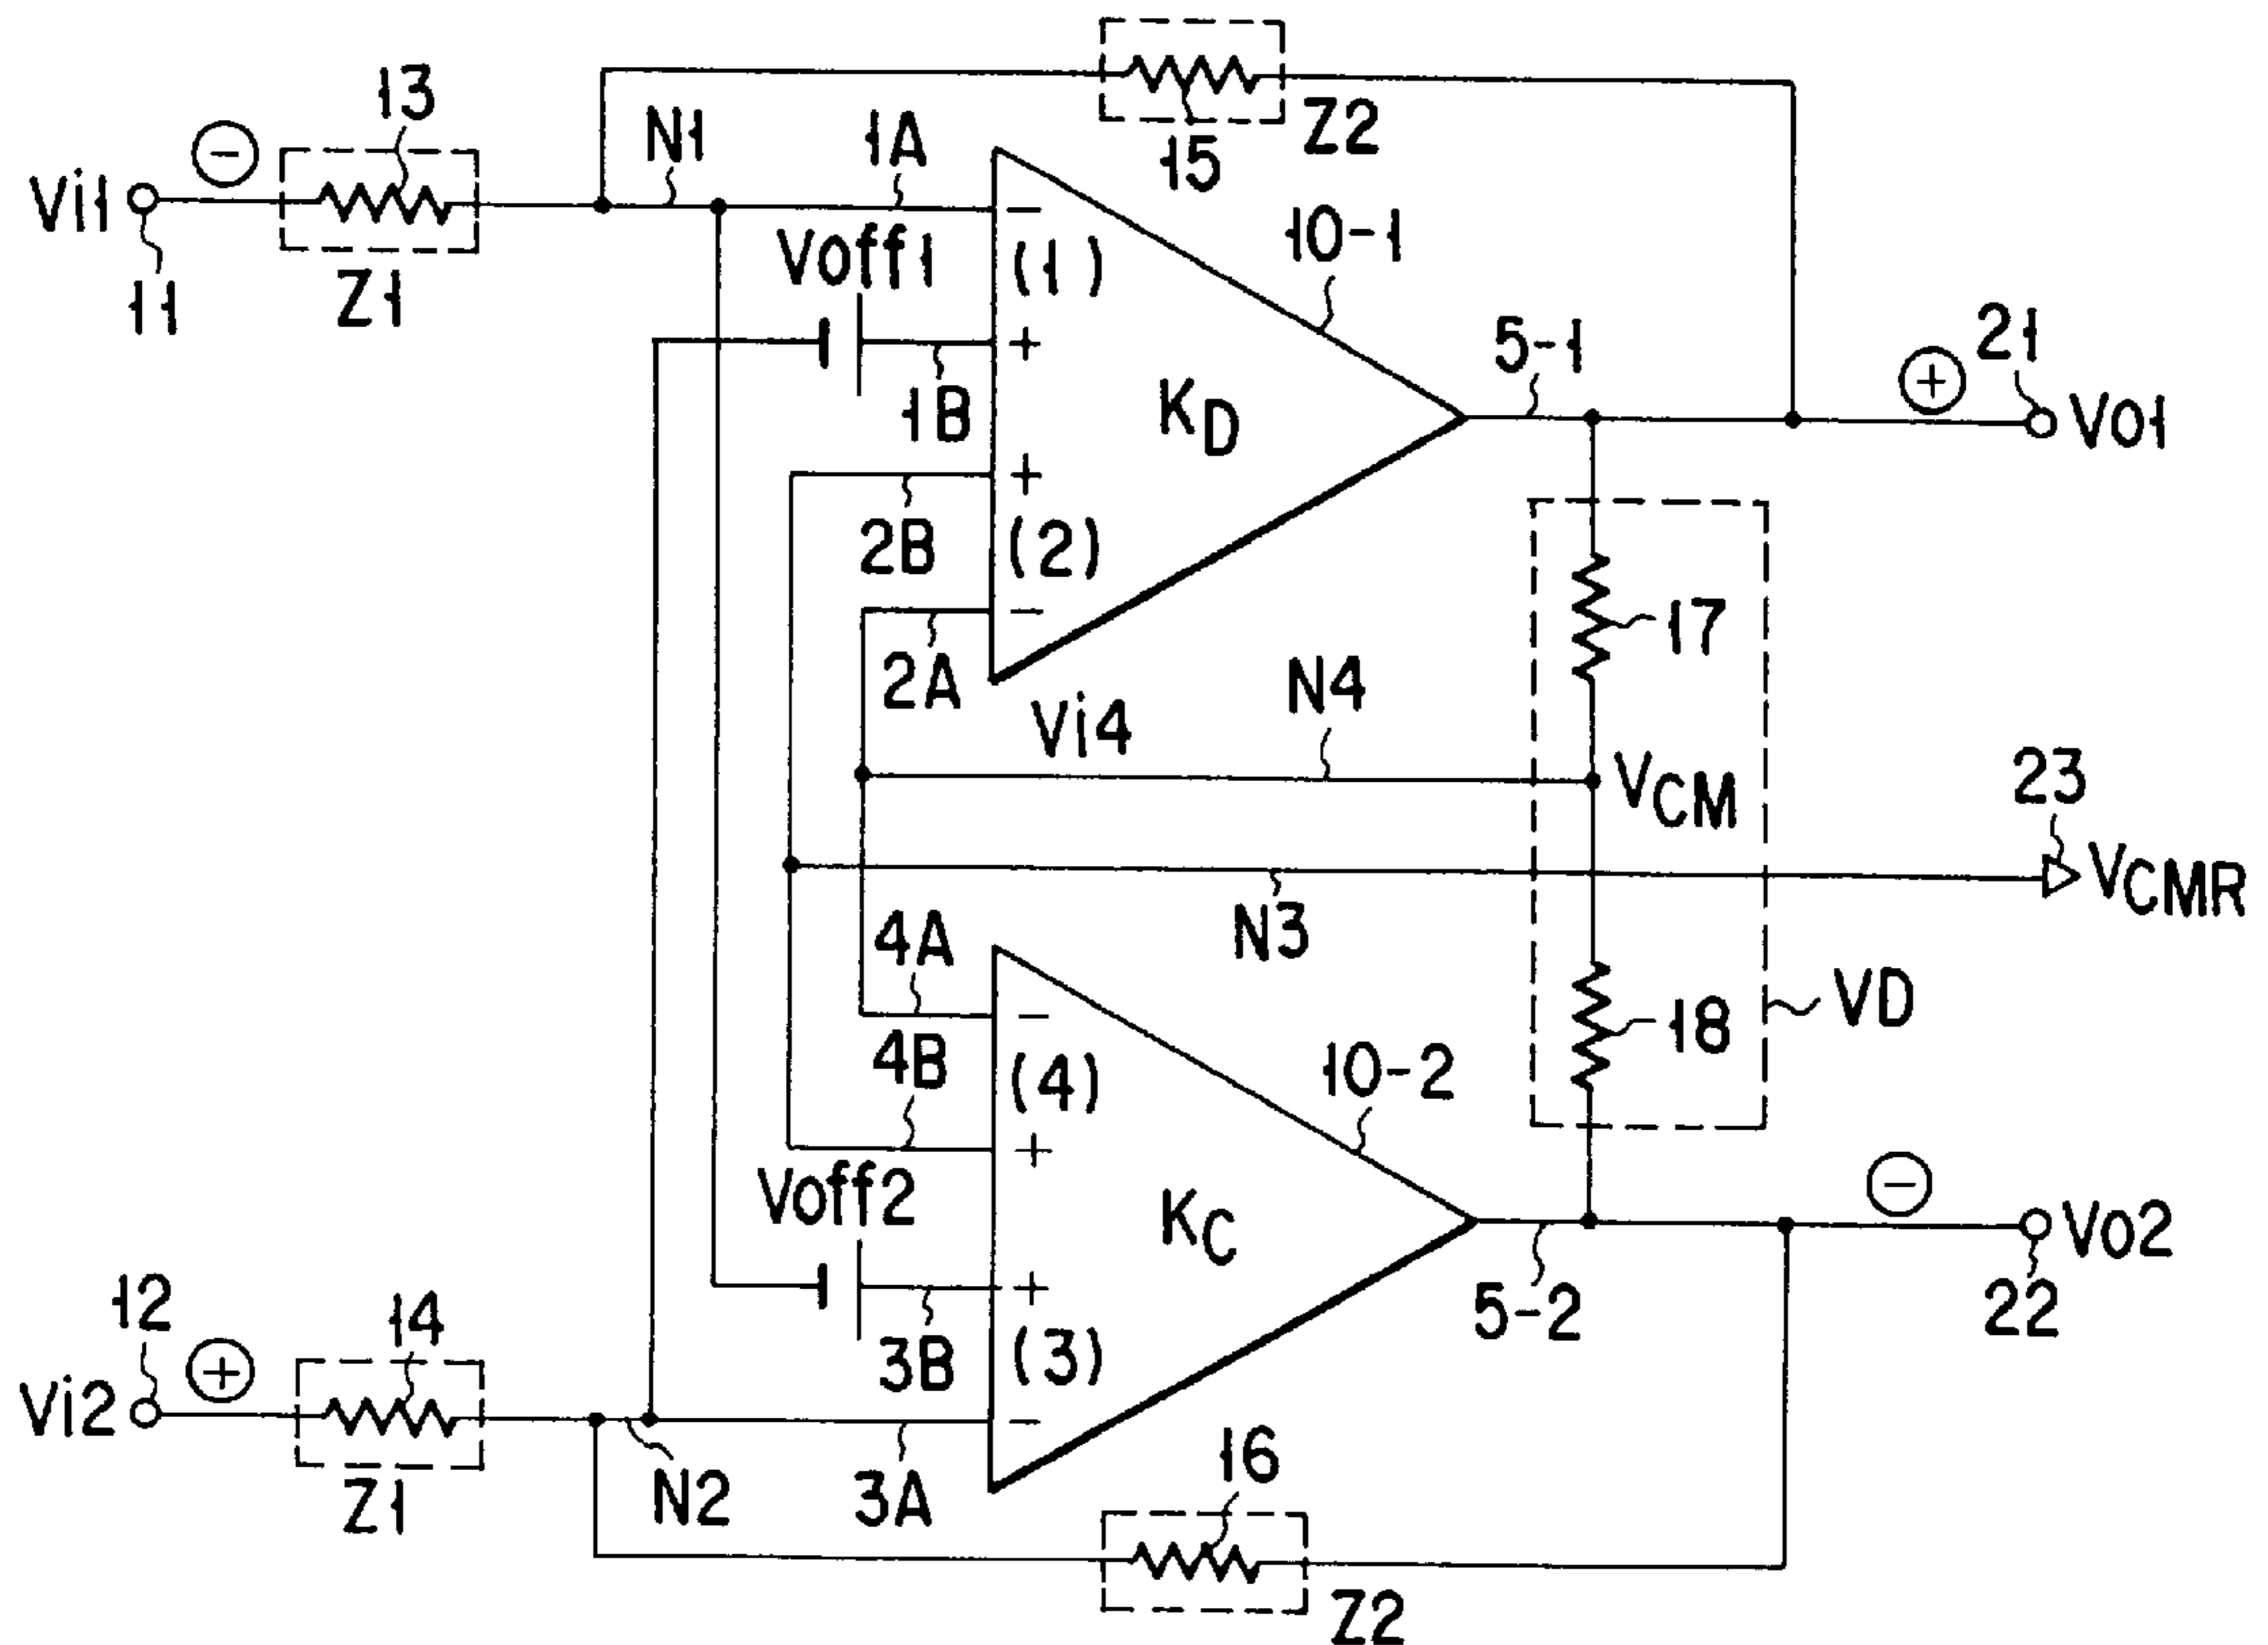 13
N1
1A
15
Z2
Vi1
−
11
Z1
Voff1
−
(1)
10-1
+
1B
KD
5-1
+
21
VO1
+
2B
(2)
−
2A
17
Vi4
N4
VCM
23
VCMR
N3
4A
−
VD
4B
(4)
10-2
18
+
Voff2
KC
−
VO2
5-2
22
12
+
14
+
3B
(3)
Vi2
−
Z1
N2
3A
16
Z2